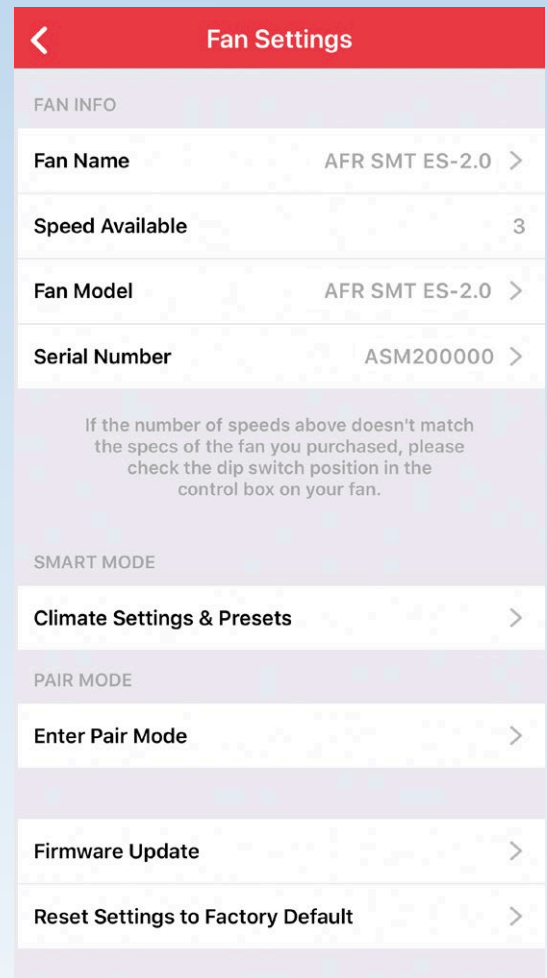 Fan Settings
FAN INFO
Fan Name AFR SMT ES-2.0
Speed Available 3
Fan Model AFR SMT ES-2.0
Serial Number ASM200000
If the number of speeds above doesn't match
the specs of the fan you purchased, please
check the dip switch position in the
control box on your fan.
SMART MODE
Climate Settings & Presets
PAIR MODE
Enter Pair Mode
Firmware Update
Reset Settings to Factory Default